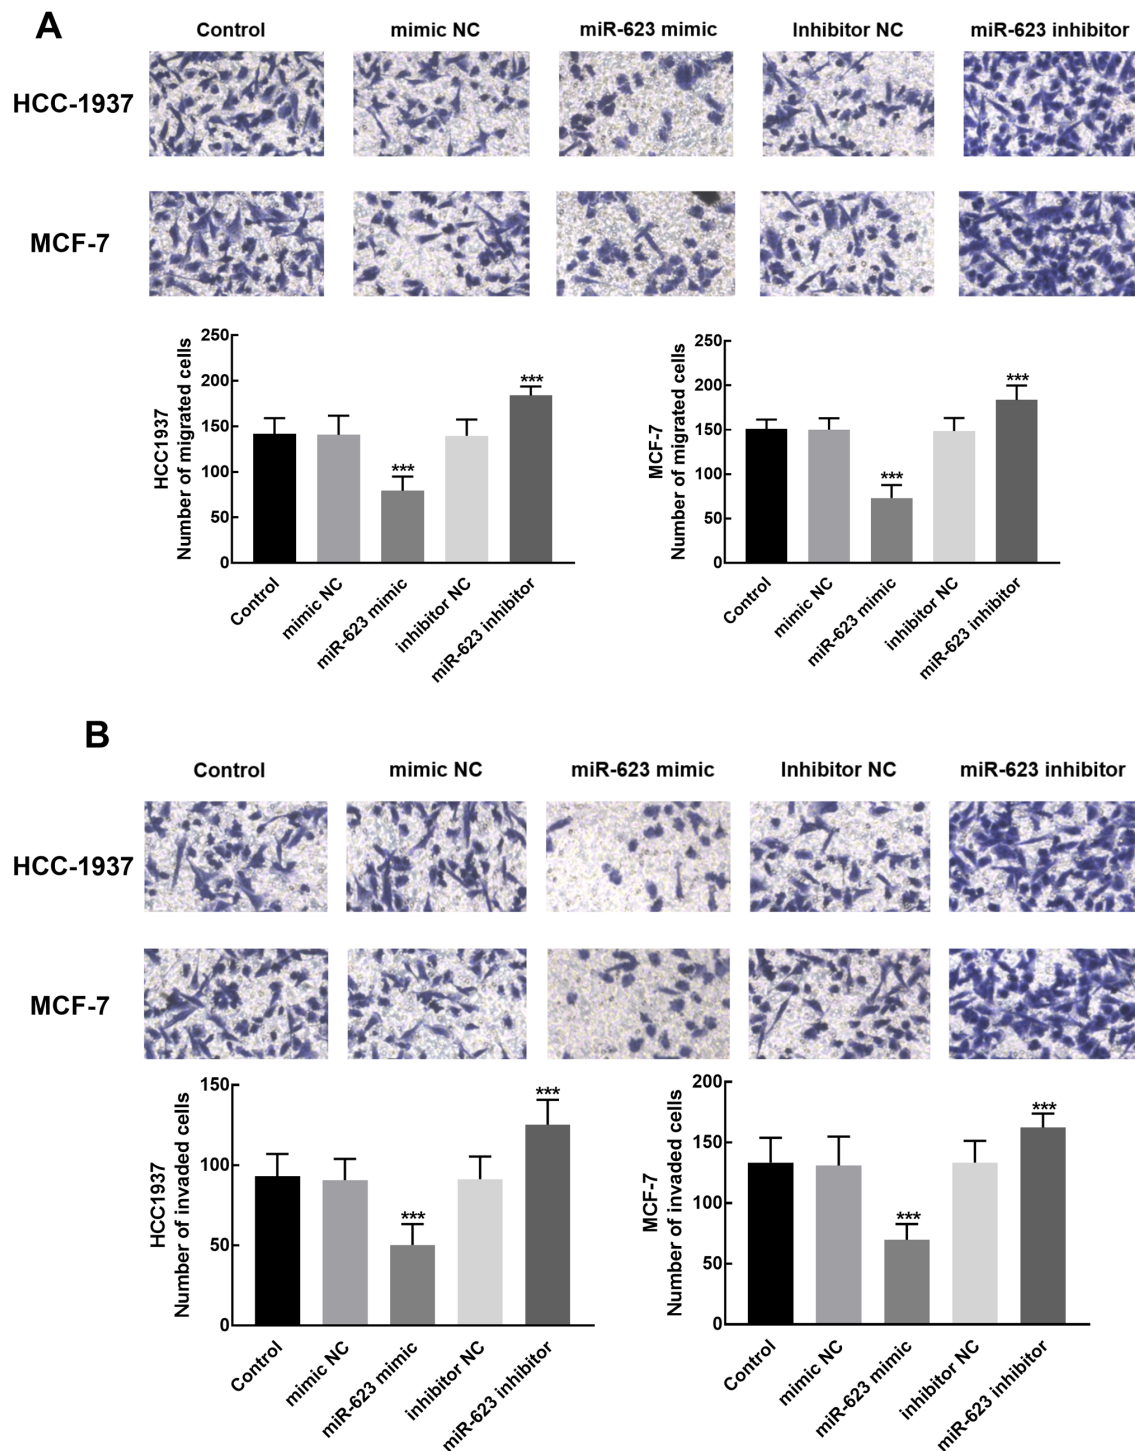 A
Control mimic NC miR-623 mimic Inhibitor NC miR-623 inhibitor
HCC-1937
MCF-7
HCC1937
Number of migrated cells
250
200
150
100
50
0
***
***
Control
mimic NC
miR-623 mimic
inhibitor NC
miR-623 inhibitor
MCF-7
Number of migrated cells
250
200
150
100
50
0
***
***
Control
mimic NC
miR-623 mimic
inhibitor NC
miR-623 inhibitor
B
Control mimic NC miR-623 mimic Inhibitor NC miR-623 inhibitor
HCC-1937
MCF-7
HCC1937
Number of invaded cells
150
100
50
0
***
***
Control
mimic NC
miR-623 mimic
inhibitor NC
miR-623 inhibitor
MCF-7
Number of invaded cells
200
150
100
50
0
***
***
Control
mimic NC
miR-623 mimic
inhibitor NC
miR-623 inhibitor